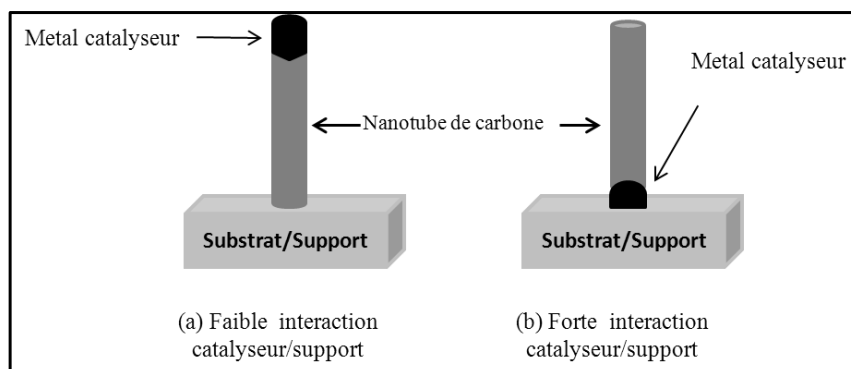 Metal catalyseur
Metal catalyseur
Nanotube de carbone
Substrat/Support
Substrat/Support
(a) Faible interaction
catalyseur/support
(b) Forte interaction
catalyseur/support